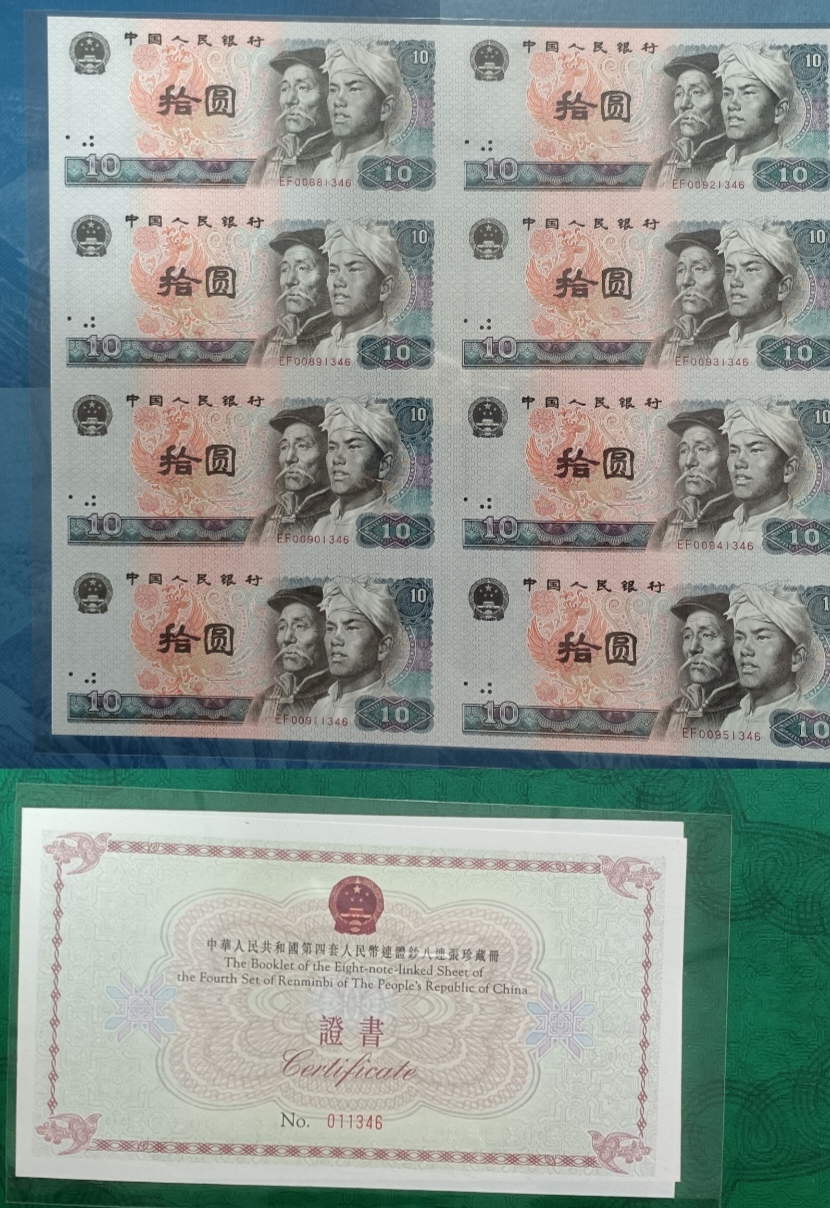 中国人民银行 10
拾圆
10 EF00881346 10
中国人民银行 10
拾圆
10 EF00921346 10
中国人民银行 10
拾圆
10 EF00891346 10
中国人民银行 10
拾圆
10 EF00931346 10
中国人民银行 10
拾圆
10 EF00901346 10
中国人民银行 10
拾圆
10 EF00941346 10
中国人民银行 10
拾圆
10 EF00911346 10
中国人民银行
拾圆
10 EF00951346 10
中華人民共和國第四套人民幣連體鈔八連張珍藏冊
The Booklet of the Eight-note-linked Sheet of
the Fourth Set of Renminbi of The People's Republic of China
證書
Certificate
No. 011346